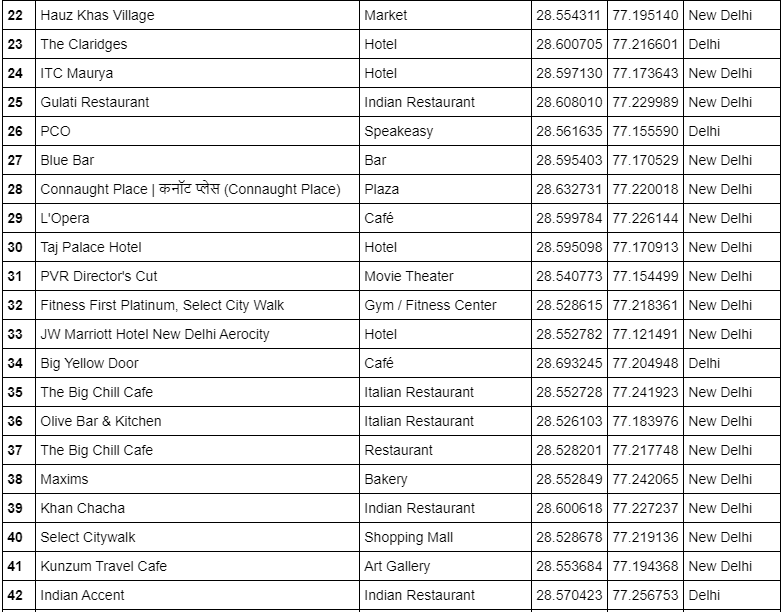 22 Hauz Khas Village Market 28.554311 77.195140 New Delhi
23 The Claridges Hotel 28.600705 77.216601 Delhi
24 ITC Maurya Hotel 28.597130 77.173643 New Delhi
25 Gulati Restaurant Indian Restaurant 28.608010 77.229989 New Delhi
26 PCO Speakeasy 28.561635 77.155590 Delhi
27 Blue Bar Bar 28.595403 77.170529 New Delhi
28 Connaught Place | कनॉट प्लेस (Connaught Place) Plaza 28.632731 77.220018 New Delhi
29 L'Opera Café 28.599784 77.226144 New Delhi
30 Taj Palace Hotel Hotel 28.595098 77.170913 New Delhi
31 PVR Director's Cut Movie Theater 28.540773 77.154499 New Delhi
32 Fitness First Platinum, Select City Walk Gym / Fitness Center 28.528615 77.218361 New Delhi
33 JW Marriott Hotel New Delhi Aerocity Hotel 28.552782 77.121491 New Delhi
34 Big Yellow Door Café 28.693245 77.204948 Delhi
35 The Big Chill Cafe Italian Restaurant 28.552728 77.241923 New Delhi
36 Olive Bar & Kitchen Italian Restaurant 28.526103 77.183976 New Delhi
37 The Big Chill Cafe Restaurant 28.528201 77.217748 New Delhi
38 Maxims Bakery 28.552849 77.242065 New Delhi
39 Khan Chacha Indian Restaurant 28.600618 77.227237 New Delhi
40 Select Citywalk Shopping Mall 28.528678 77.219136 New Delhi
41 Kunzum Travel Cafe Art Gallery 28.553684 77.194368 New Delhi
42 Indian Accent Indian Restaurant 28.570423 77.256753 Delhi